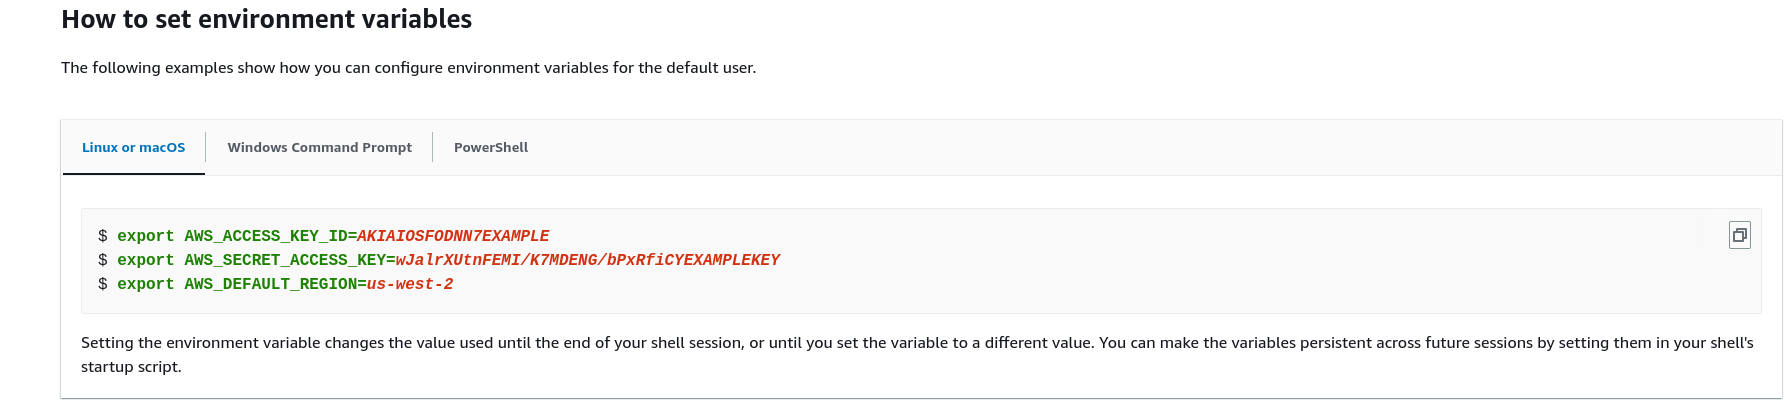 How to set environment variables
The following examples show how you can configure environment variables for the default user.
Linux or macOS
Windows Command Prompt
PowerShell
$ export AWS_ACCESS_KEY_ID=AKIAIOSFODNN7EXAMPLE
$ export AWS_SECRET_ACCESS_KEY=wJalrXUtnFEMI/K7MDENG/bPxRfiCYEXAMPLEKEY
$ export AWS_DEFAULT_REGION=us-west-2
Setting the environment variable changes the value used until the end of your shell session, or until you set the variable to a different value. You can make the variables persistent across future sessions by setting them in your shell's
startup script.